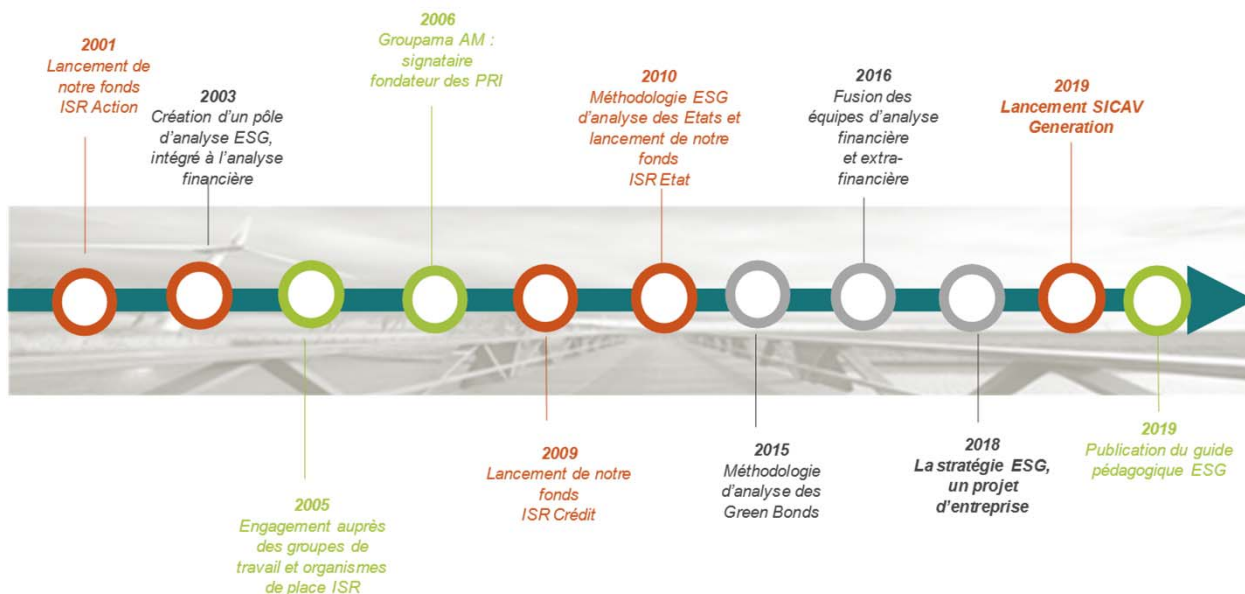 2001
Lancement de
notre fonds
ISR Action
2003
Création d’un pôle
d’analyse ESG,
intégré à l’analyse
financière
2005
Engagement auprès
des groupes de
travail et organismes
de place ISR
2006
Groupama AM :
signataire
fondateur des PRI
2009
Lancement de notre
fonds
ISR Crédit
2010
Méthodologie ESG
d’analyse des Etats et
lancement de notre
fonds
ISR Etat
2015
Méthodologie
d’analyse des
Green Bonds
2016
Fusion des
équipes d’analyse
financière
et extra-
financière
2018
La stratégie ESG,
un projet
d’entreprise
2019
Lancement SICAV
Generation
2019
Publication du guide
pédagogique ESG